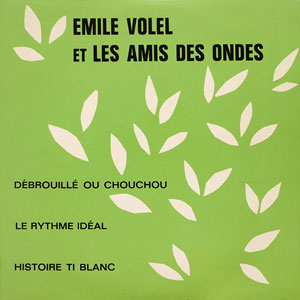 EMILE VOLEL
ET LES AMIS DES ONDES
DÉBROUILLÉ OU CHOUCHOU
LE RYTHME IDÉAL
HISTOIRE TI BLANC